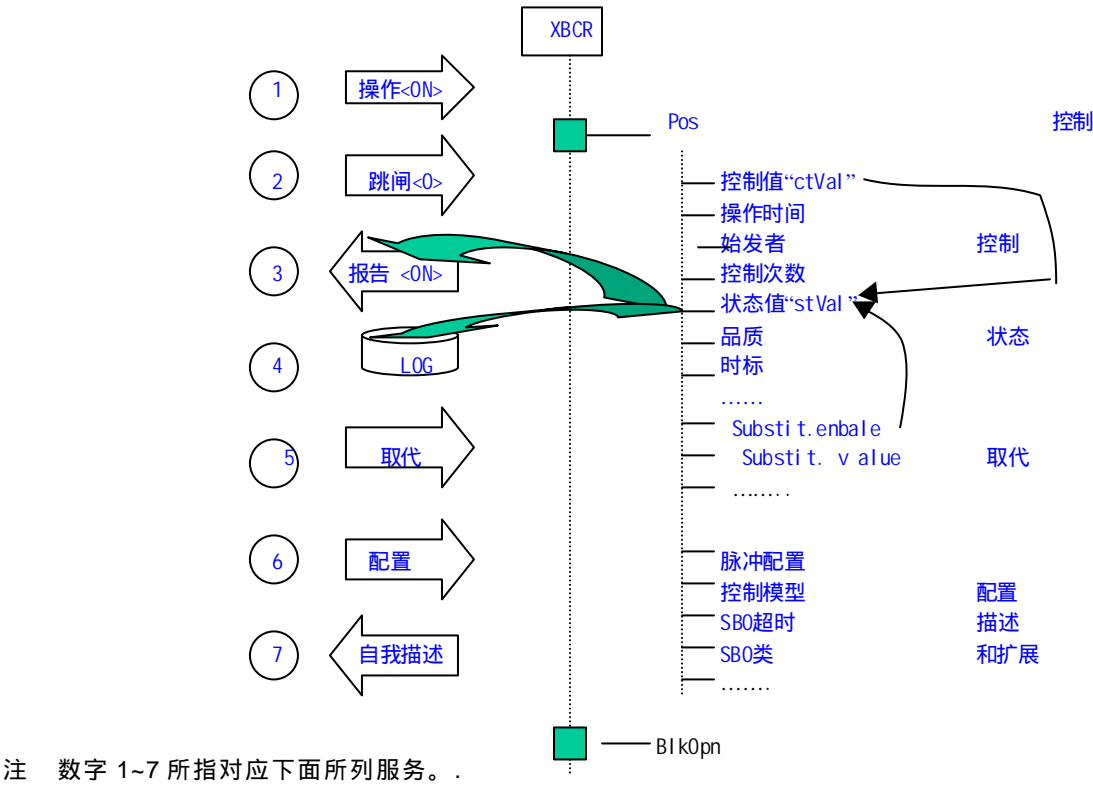 XBCR
1
操作<ON>
Pos
控制
2
跳闸<O>
控制值“ctVal”
操作时间
始发者
控制
3
报告 <ON>
控制次数
状态值“stVal”
品质
状态
4
LOG
时标
......
Substit.enbale
5
取代
Substit. v alue
取代
........
6
配置
脉冲配置
控制模型
配置
SBO超时
描述
7
自我描述
SBO类
和扩展
.......
BlkOpn
注 数字 1~7 所指对应下面所列服务。.